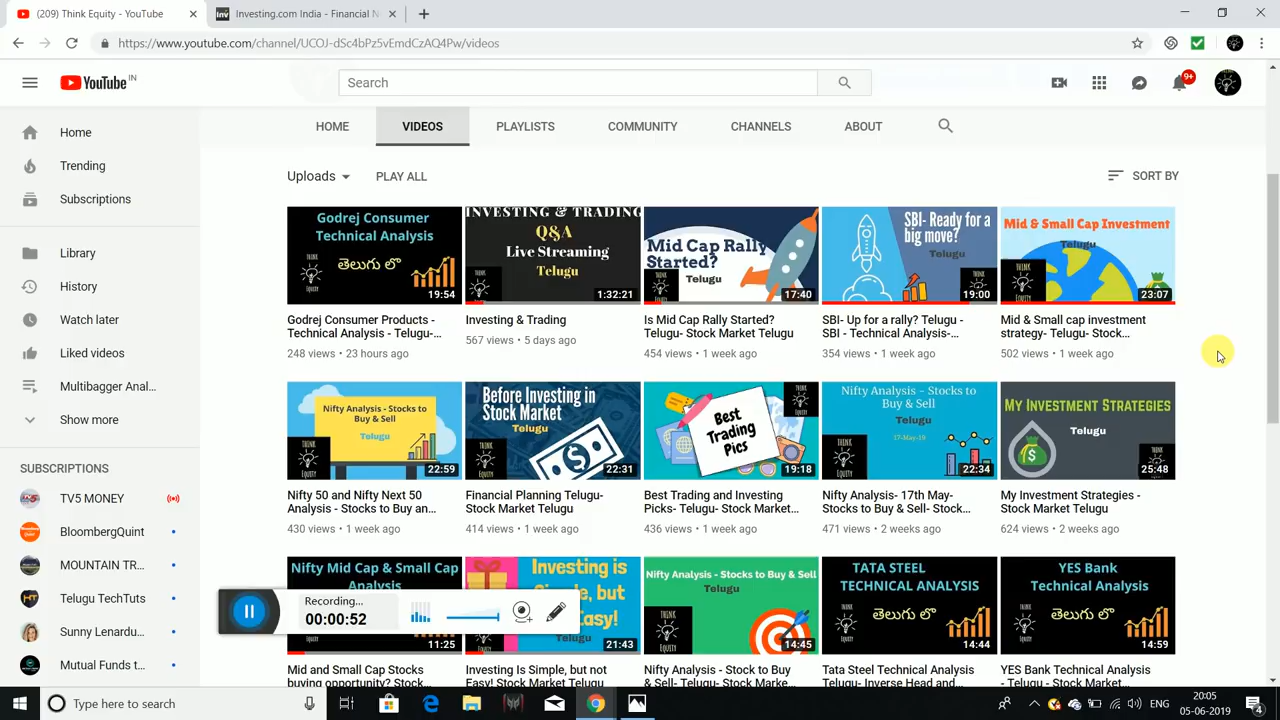 (209) Think Equity - YouTube
Investing.com India - Financial N
https://www.youtube.com/channel/UCOJ-dSc4bPz5vEmdCzAQ4Pw/videos
YouTube IN
Search
9+
HOME
VIDEOS
PLAYLISTS
COMMUNITY
CHANNELS
ABOUT
Home
Trending
Subscriptions
Library
History
Watch later
Liked videos
Multibagger Anal...
Show more
SUBSCRIPTIONS
TV5 MONEY
BloombergQuint
MOUNTAIN TR...
Telugu TechTuts
Sunny Lenardu...
Mutual Funds t...
Uploads
PLAY ALL
SORT BY
Godrej Consumer
Technical Analysis
తెలుగు లో
THINK
EQUITY
19:54
INVESTING & TRADING
Q&A
Live Streaming
Telugu
1:32:21
Mid Cap Rally
Started?
Telugu
17:40
SBI- Ready for a
big move?
Telugu
19:00
Mid & Small Cap Investment
Telugu
23:07
Godrej Consumer Products -
Technical Analysis - Telugu-...
248 views • 23 hours ago
Investing & Trading
567 views • 5 days ago
Is Mid Cap Rally Started?
Telugu- Stock Market Telugu
454 views • 1 week ago
SBI- Up for a rally? Telugu -
SBI - Technical Analysis-...
354 views • 1 week ago
Mid & Small cap investment
strategy- Telugu- Stock...
502 views • 1 week ago
Nifty Analysis - Stocks to
Buy & Sell
Telugu
22:59
Before Investing in
Stock Market
Telugu
22:31
Best
Trading
Pics
19:18
Nifty Analysis - Stocks to
Buy & Sell
Telugu
17-May-19
22:34
MY INVESTMENT STRATEGIES
Telugu
25:48
Nifty 50 and Nifty Next 50
Analysis - Stocks to Buy an...
430 views • 1 week ago
Financial Planning Telugu-
Stock Market Telugu
414 views • 1 week ago
Best Trading and Investing
Picks- Telugu- Stock Market...
436 views • 1 week ago
Nifty Analysis- 17th May-
Stocks to Buy & Sell- Stock...
471 views • 2 weeks ago
My Investment Strategies -
Stock Market Telugu
624 views • 2 weeks ago
Nifty Mid Cap & Small Cap
Analysis
11:25
Investing is
Simple, but
Easy!
Telugu
21:43
Nifty Analysis - Stocks to Buy & Sell
Telugu
THINK
EQUITY
14:45
TATA STEEL
TECHNICAL ANALYSIS
తెలుగు లో
THINK
EQUITY
14:44
YES Bank
Technical Analysis
తెలుగు లో
THINK
EQUITY
14:59
Recording...
00:00:52
Mid and Small Cap Stocks
buying opportunity? Stock
Investing Is Simple, but not
Easy! Stock Market Telugu
Nifty Analysis - Stock to Buy
& Sell- Telugu- Stock Marke...
Tata Steel Technical Analysis
Telugu- Inverse Head and
YES Bank Technical Analysis
- Telugu - Stock Market
Type here to search
ENG
20:05
05-06-2019
4